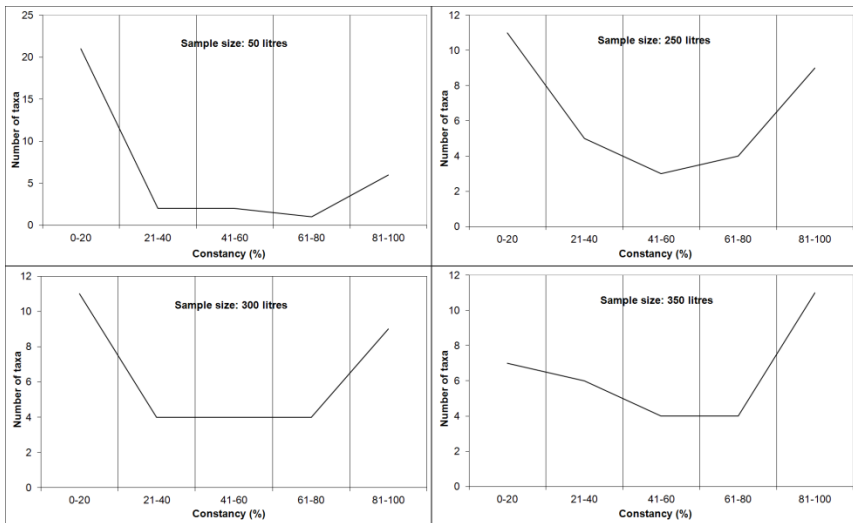 Sample size: 50 litres
Number of taxa
25
20
15
10
5
0
0-20 21-40 41-60 61-80 81-100
Constancy (%)
Sample size: 250 litres
Number of taxa
12
10
8
6
4
2
0
0-20 21-40 41-60 61-80 81-100
Constancy (%)
Sample size: 300 litres
Number of taxa
12
10
8
6
4
2
0
0-20 21-40 41-60 61-80 81-100
Constancy (%)
Sample size: 350 litres
Number of taxa
12
10
8
6
4
2
0
0-20 21-40 41-60 61-80 81-100
Constancy (%)